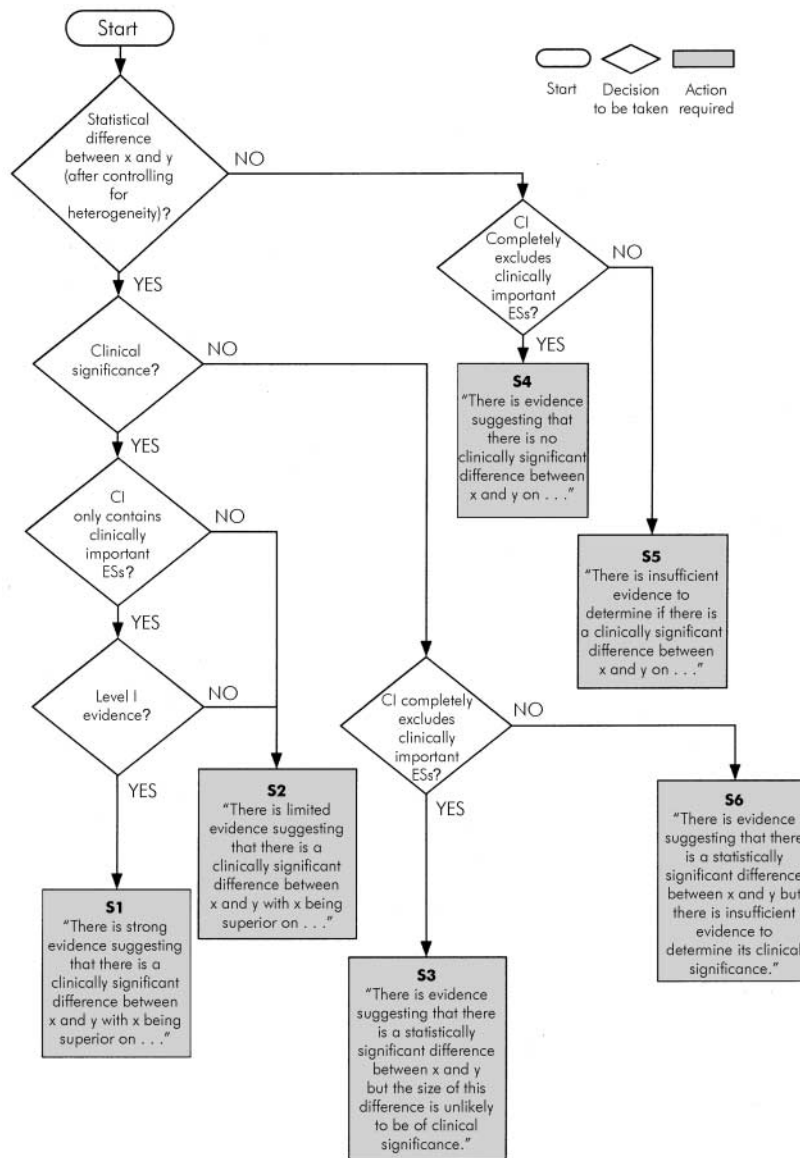 Start
Start
Decision
to be taken
Action
required
Statistical
difference
between x and y
(after controlling
for
heterogeneity)?
NO
YES
CI
Completely
excludes
clinically
important
ESs?
NO
YES
Clinical
significance?
NO
YES
S4
"There is evidence
suggesting that
there is no
clinically significant
difference between
x and y on . . ."
CI
only contains
clinically
important
ESs?
NO
YES
S5
"There is insufficient
evidence to
determine if there is
a clinically significant
difference between
x and y on . . ."
Level I
evidence?
NO
YES
CI completely
excludes
clinically
important
ESs?
NO
YES
S2
"There is limited
evidence suggesting
that there is a
clinically significant
difference between
x and y with x being
superior on . . ."
S6
"There is evidence
suggesting that there
is a statistically
significant difference
between x and y but
there is insufficient
evidence to
determine its clinical
significance."
S1
"There is strong
evidence suggesting
that there is a
clinically significant
difference between
x and y with x being
superior on . . ."
S3
"There is evidence
suggesting that there
is a statistically
significant difference
between x and y
but the size of this
difference is unlikely
to be of clinical
significance."